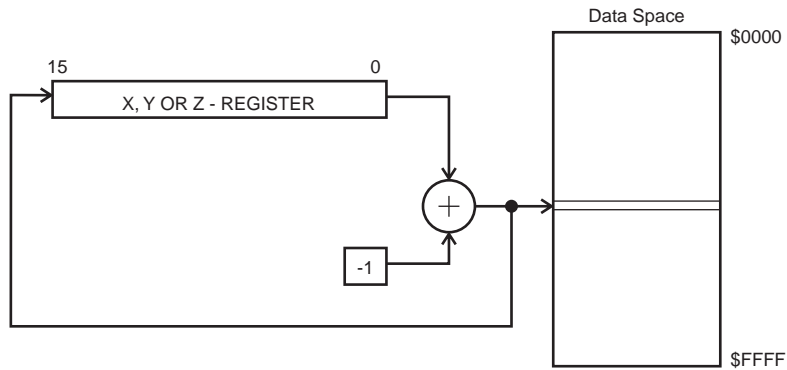 Data Space
$0000
15 0
X, Y OR Z - REGISTER
+
-1
$FFFF